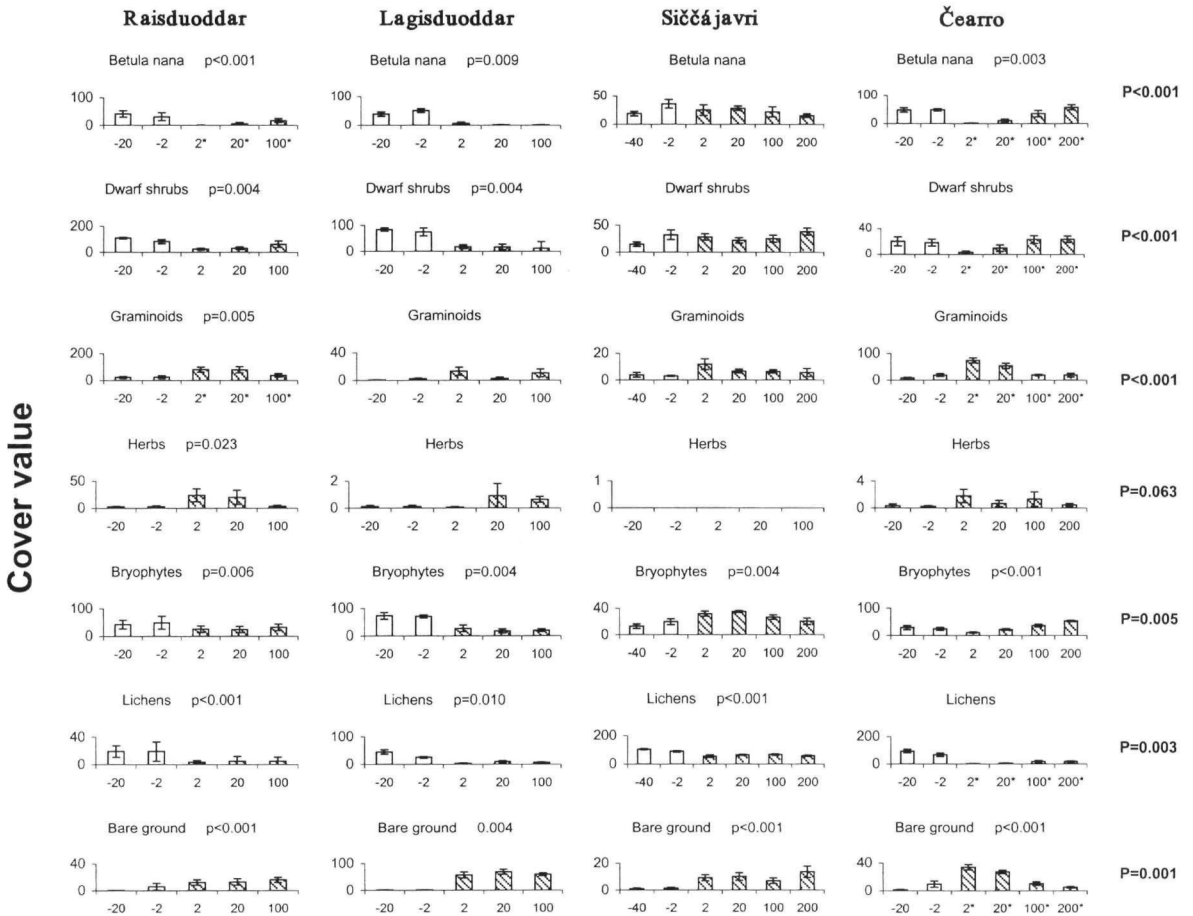 Raisduoddar Lagisduoddar Siččájavri Čearro
Betula nana p<0.001 Betula nana p=0.009 Betula nana Betula nana p=0.003
P<0.001
100 100 50 100
0 0 0 0
-20 -2 2* 20* 100* -20 -2 2 20 100 -40 -2 2 20 100 200 -20 -2 2* 20* 100* 200*
Dwarf shrubs p=0.004 Dwarf shrubs p=0.004 Dwarf shrubs Dwarf shrubs
200 100 50 40
P<0.001
0 0 0 0
-20 -2 2 20 100 -20 -2 2 20 100 -40 -2 2 20 100 200 -20 -2 2* 20* 100* 200*
Graminoids p=0.005 Graminoids Graminoids Graminoids
200 40 20 100
P<0.001
0 0 0 0
-20 -2 2* 20* 100* -20 -2 2 20 100 -40 -2 2 20 100 200 -20 -2 2* 20* 100* 200*
Cover value
Herbs p=0.023 Herbs Herbs Herbs
50 2 1 4
P=0.063
0 0 0 0
-20 -2 2 20 100 -20 -2 2 20 100 -20 -2 2 20 100 -20 -2 2 20 100 200
Bryophytes p=0.006 Bryophytes p=0.004 Bryophytes p=0.004 Bryophytes p<0.001
100 100 40 100
P=0.005
0 0 0 0
-20 -2 2 20 100 -20 -2 2 20 100 -40 -2 2 20 100 200 -20 -2 2 20 100 200
Lichens p<0.001 Lichens p=0.010 Lichens p<0.001 Lichens
P=0.003
40 100 200 200
0 0 0 0
-20 -2 2 20 100 -20 -2 2 20 100 -40 -2 2 20 100 200 -20 -2 2* 20* 100* 200*
Bare ground p<0.001 Bare ground 0.004 Bare ground p<0.001 Bare ground p<0.001
40 100 20 40
P=0.001
0 0 0 0
-20 -2 2 20 100 -20 -2 2 20 100 -40 -2 2 20 100 200 -20 -2 2* 20* 100* 200